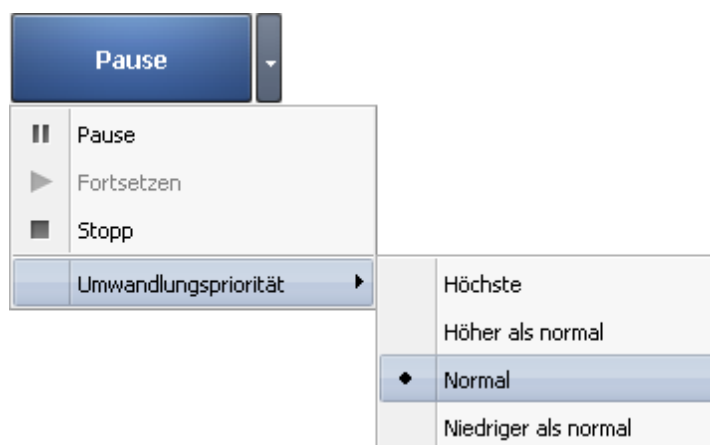 Pause
Pause
Fortsetzen
Stopp
Umwandlungspriorität
Höchste
Höher als normal
Normal
Niedriger als normal